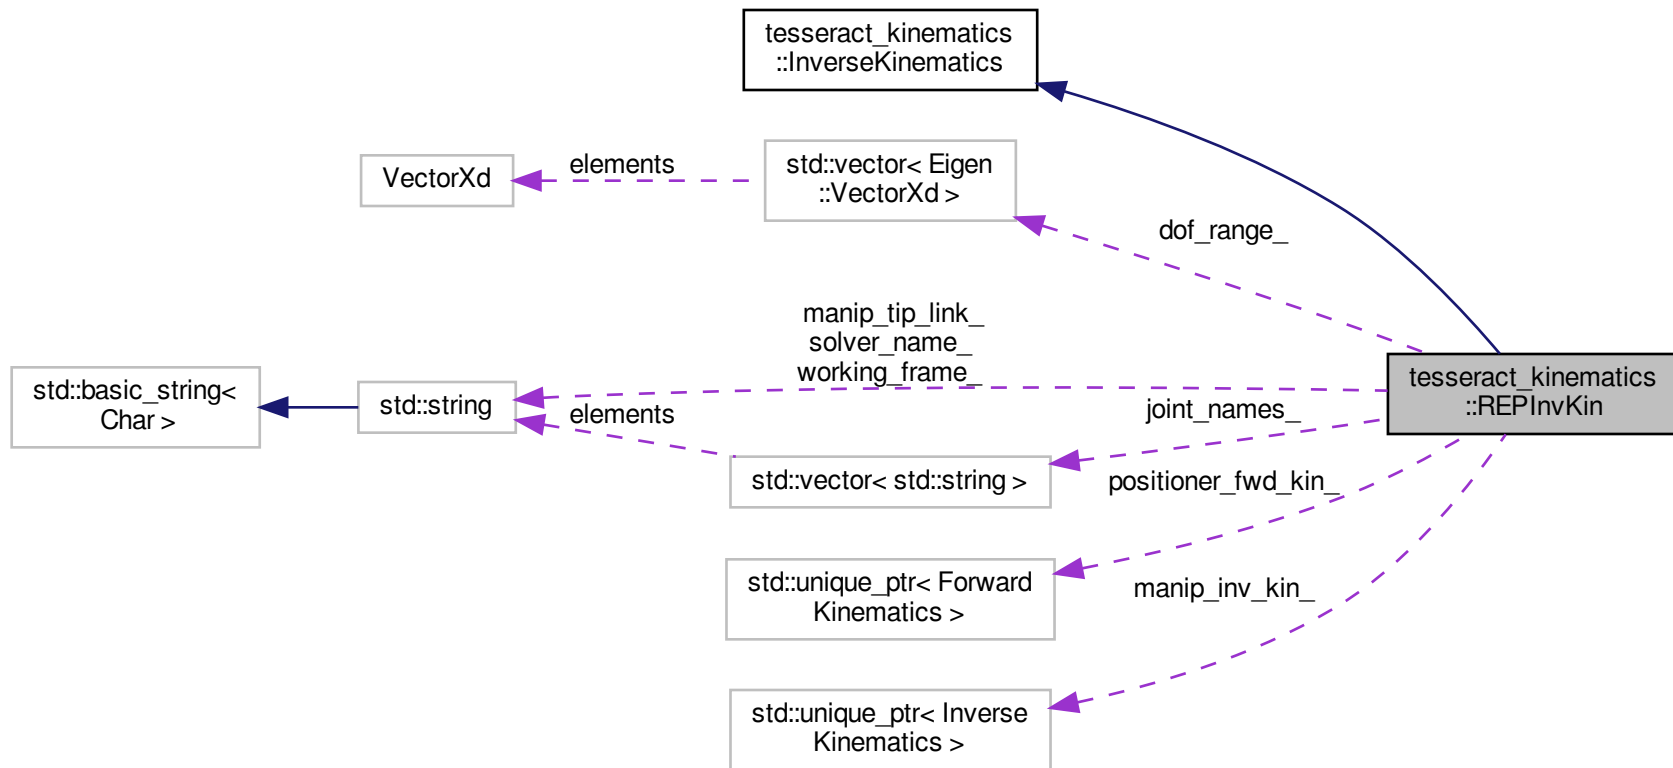 tesseract_kinematics
::InverseKinematics
VectorXd
elements
std::vector< Eigen
::VectorXd >
dof_range_
manip_tip_link_
solver_name_
working_frame_
std::basic_string<
Char >
std::string
elements
joint_names_
tesseract_kinematics
::REPInvKin
std::vector< std::string >
positioner_fwd_kin_
std::unique_ptr< Forward
Kinematics >
manip_inv_kin_
std::unique_ptr< Inverse
Kinematics >